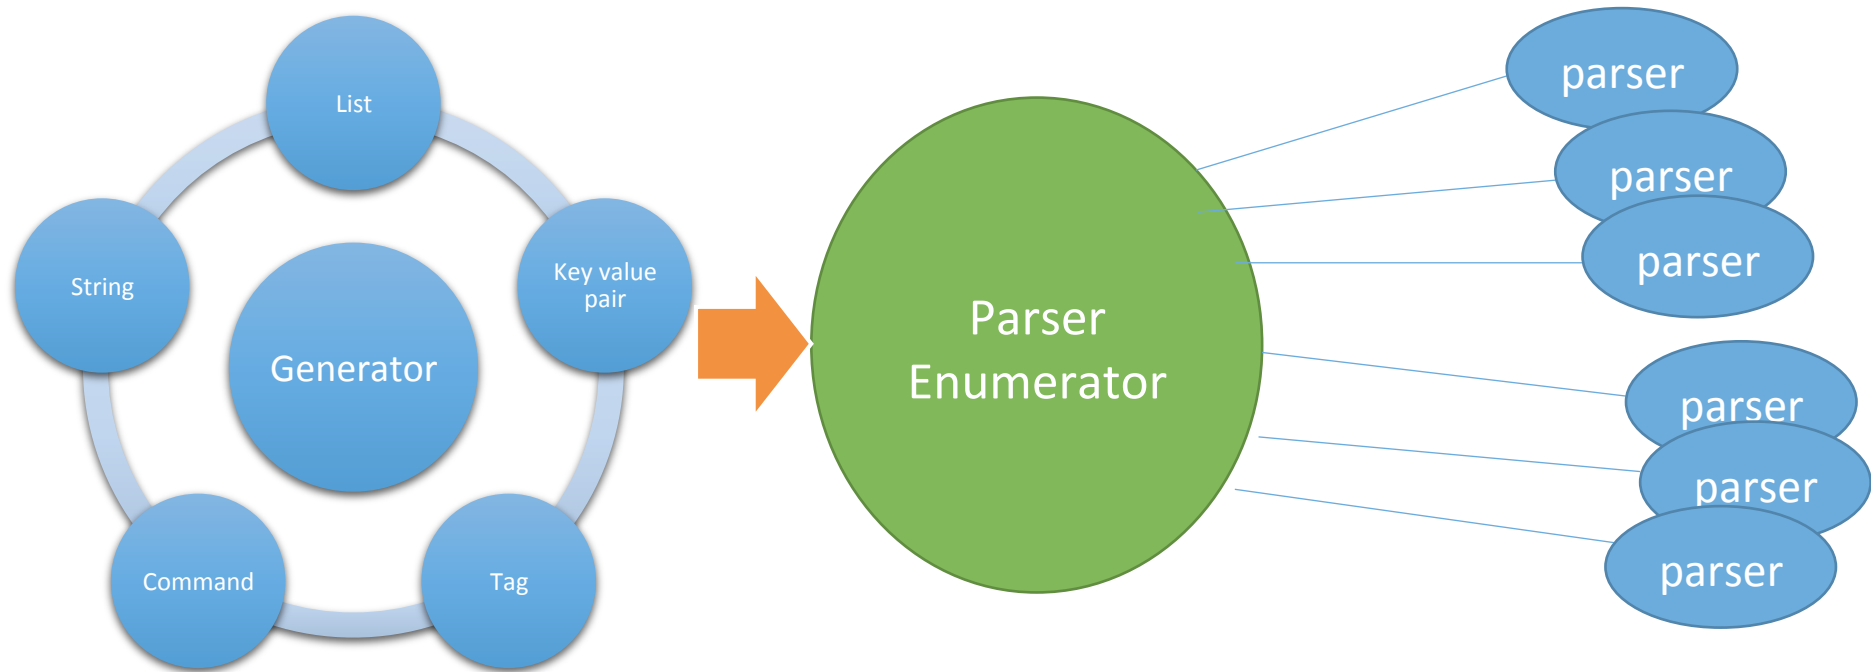 List
String
Key value
pair
Generator
Command
Tag
Parser
Enumerator
parser
parser
parser
parser
parser
parser